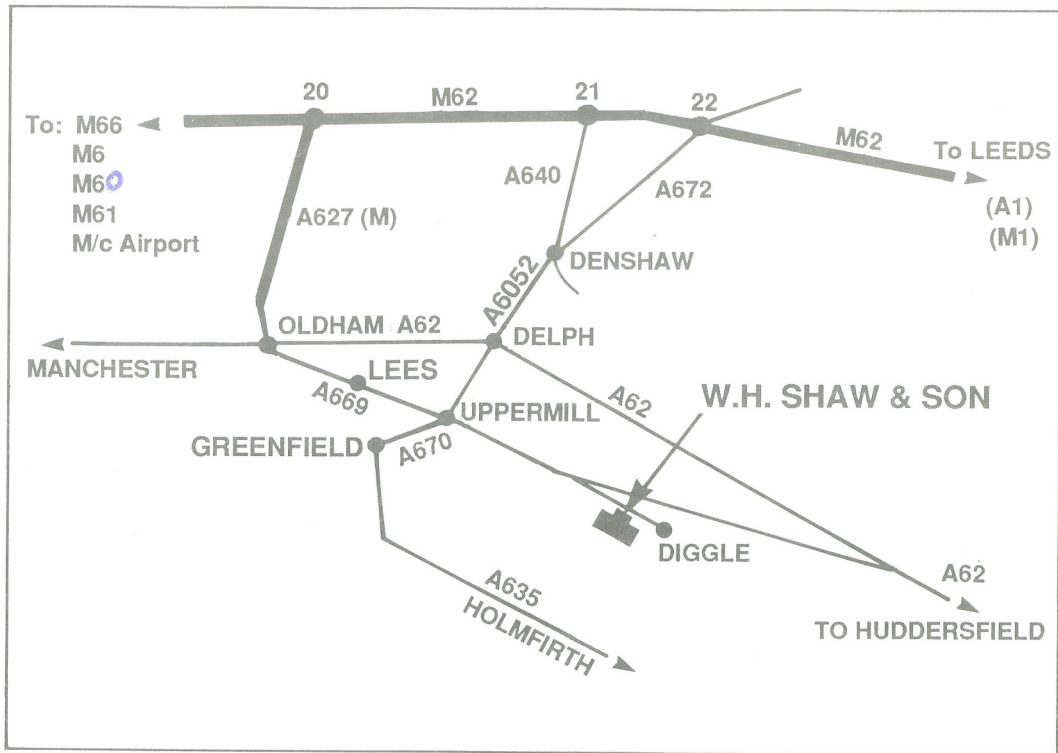 20
21
22
M62
M62
To: M66
M6
M60
M61
M/c Airport
To LEEDS
(A1)
(M1)
A640
A672
A627 (M)
DENSHAW
A6052
OLDHAM A62
DELPH
MANCHESTER
LEES
A669
A62
W.H. SHAW & SON
UPPERMILL
GREENFIELD
A670
DIGGLE
A62
A635
HOLMFIRTH
TO HUDDERSFIELD